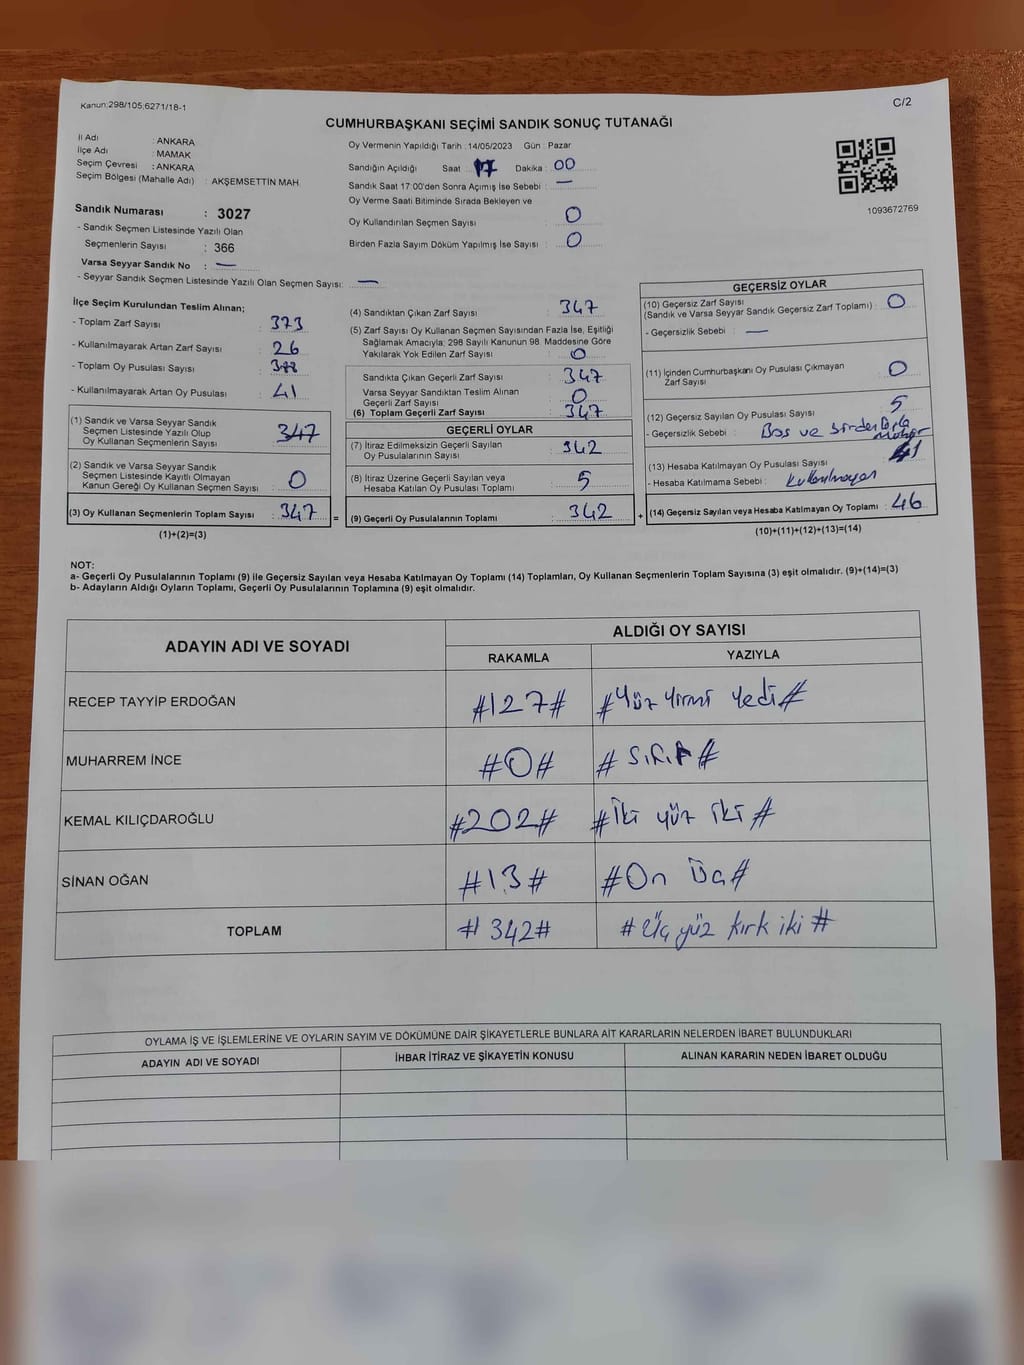 Kanun:298/105;6271/18-1
C/2
CUMHURBAŞKANI SEÇİMİ SANDIK SONUÇ TUTANAĞI
İl Adı : ANKARA
İlçe Adı : MAMAK
Seçim Çevresi : ANKARA
Seçim Bölgesi (Mahalle Adı) : AKŞEMSETTİN MAH.
Oy Vermenin Yapıldığı Tarih : 14/05/2023 Gün : Pazar
Sandığın Açıldığı Saat : 17 Dakika : 00
Sandık Saat 17:00'den Sonra Açımış İse Sebebi : —
Oy Verme Saati Bitiminde Sırada Bekleyen ve
Oy Kullandırılan Seçmen Sayısı : 0
Birden Fazla Sayım Döküm Yapılmış İse Sayısı : 0
1093672769
Sandık Numarası : 3027
- Sandık Seçmen Listesinde Yazılı Olan
Seçmenlerin Sayısı : 366
Varsa Seyyar Sandık No : —
- Seyyar Sandık Seçmen Listesinde Yazılı Olan Seçmen Sayısı: —
İlçe Seçim Kurulundan Teslim Alınan;
- Toplam Zarf Sayısı : 373
- Kullanılmayarak Artan Zarf Sayısı : 26
- Toplam Oy Pusulası Sayısı :
- Kullanılmayarak Artan Oy Pusulası : 41
(1) Sandık ve Varsa Seyyar Sandık
Seçmen Listesinde Yazılı Olup
Oy Kullanan Seçmenlerin Sayısı : 347
(2) Sandık ve Varsa Seyyar Sandık
Seçmen Listesinde Kayıtlı Olmayan
Kanun Gereği Oy Kullanan Seçmen Sayısı : 0
(3) Oy Kullanan Seçmenlerin Toplam Sayısı : 347 =
(1)+(2)=(3)
(4) Sandıktan Çıkan Zarf Sayısı : 347
(5) Zarf Sayısı Oy Kullanan Seçmen Sayısından Fazla İse, Eşitliği
Sağlamak Amacıyla; 298 Sayılı Kanunun 98. Maddesine Göre
Yakılarak Yok Edilen Zarf Sayısı : 0
Sandıkta Çıkan Geçerli Zarf Sayısı : 347
Varsa Seyyar Sandıktan Teslim Alınan
Geçerli Zarf Sayısı : 0
(6) Toplam Geçerli Zarf Sayısı : 347
GEÇERLİ OYLAR
(7) İtiraz Edilmeksizin Geçerli Sayılan
Oy Pusulalarının Sayısı : 342
(8) İtiraz Üzerine Geçerli Sayılan veya
Hesaba Katılan Oy Pusulası Toplamı : 5
(9) Geçerli Oy Pusulalarının Toplamı : 342 +
GEÇERSİZ OYLAR
(10) Geçersiz Zarf Sayısı
(Sandık ve Varsa Seyyar Sandık Geçersiz Zarf Toplamı) : 0
- Geçersizlik Sebebi : —
(11) İçinden Cumhurbaşkanı Oy Pusulası Çıkmayan
Zarf Sayısı : 0
(12) Geçersiz Sayılan Oy Pusulası Sayısı : 5
- Geçersizlik Sebebi : Boş ve birden fazla
mühür
(13) Hesaba Katılmayan Oy Pusulası Sayısı : 41
- Hesaba Katılmama Sebebi : Kullanılmayan
(14) Geçersiz Sayılan veya Hesaba Katılmayan Oy Toplamı : 46
(10)+(11)+(12)+(13)=(14)
NOT:
a- Geçerli Oy Pusulalarının Toplamı (9) ile Geçersiz Sayılan veya Hesaba Katılmayan Oy Toplamı (14) Toplamları, Oy Kullanan Seçmenlerin Toplam Sayısına (3) eşit olmalıdır. (9)+(14)=(3)
b- Adayların Aldığı Oyların Toplamı, Geçerli Oy Pusulalarının Toplamına (9) eşit olmalıdır.
ADAYIN ADI VE SOYADI
ALDIĞI OY SAYISI
RAKAMLA YAZIYLA
RECEP TAYYİP ERDOĞAN #127# #Yüz Yirmi Yedi#
MUHARREM İNCE #0# #Sıfır#
KEMAL KILIÇDAROĞLU #202# #İki yüz iki#
SİNAN OĞAN #13# #On Üç#
TOPLAM #342# #Üç yüz kırk iki#
OYLAMA İŞ VE İŞLEMLERİNE VE OYLARIN SAYIM VE DÖKÜMÜNE DAİR ŞİKAYETLERLE BUNLARA AİT KARARLARIN NELERDEN İBARET BULUNDUKLARI
ADAYIN ADI VE SOYADI İHBAR İTİRAZ VE ŞİKAYETİN KONUSU ALINAN KARARIN NEDEN İBARET OLDUĞU